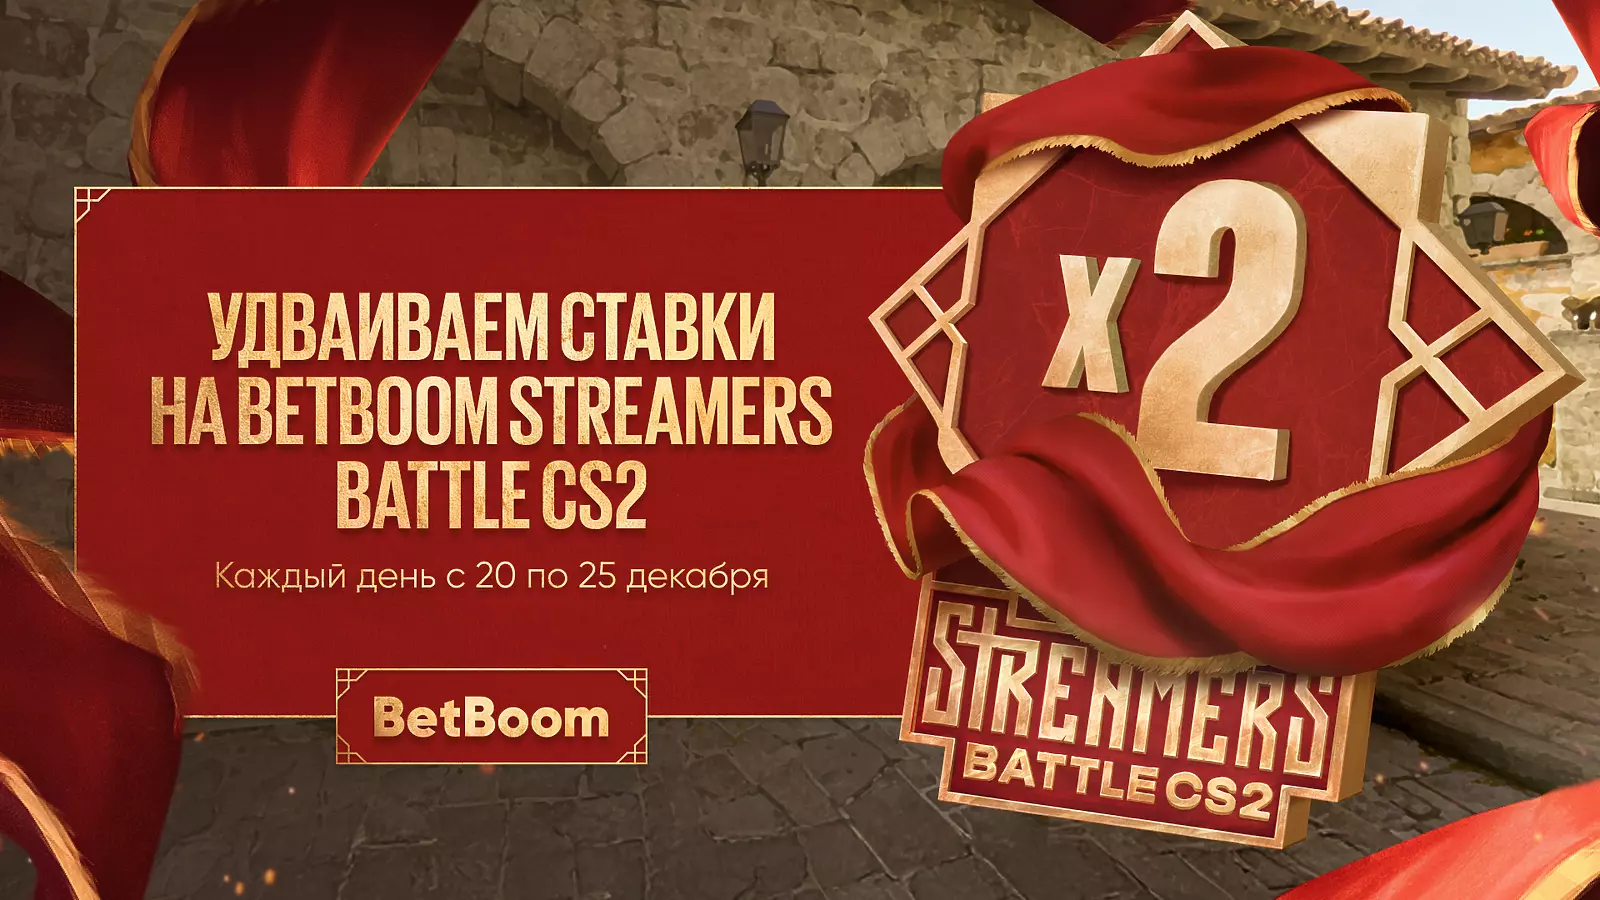 УДВАИВАЕМ СТАВКИ
НА BETBOOM STREAMERS
BATTLE CS2
Каждый день с 20 по 25 декабря
BetBoom
x2
STREAMERS
BATTLE CS2